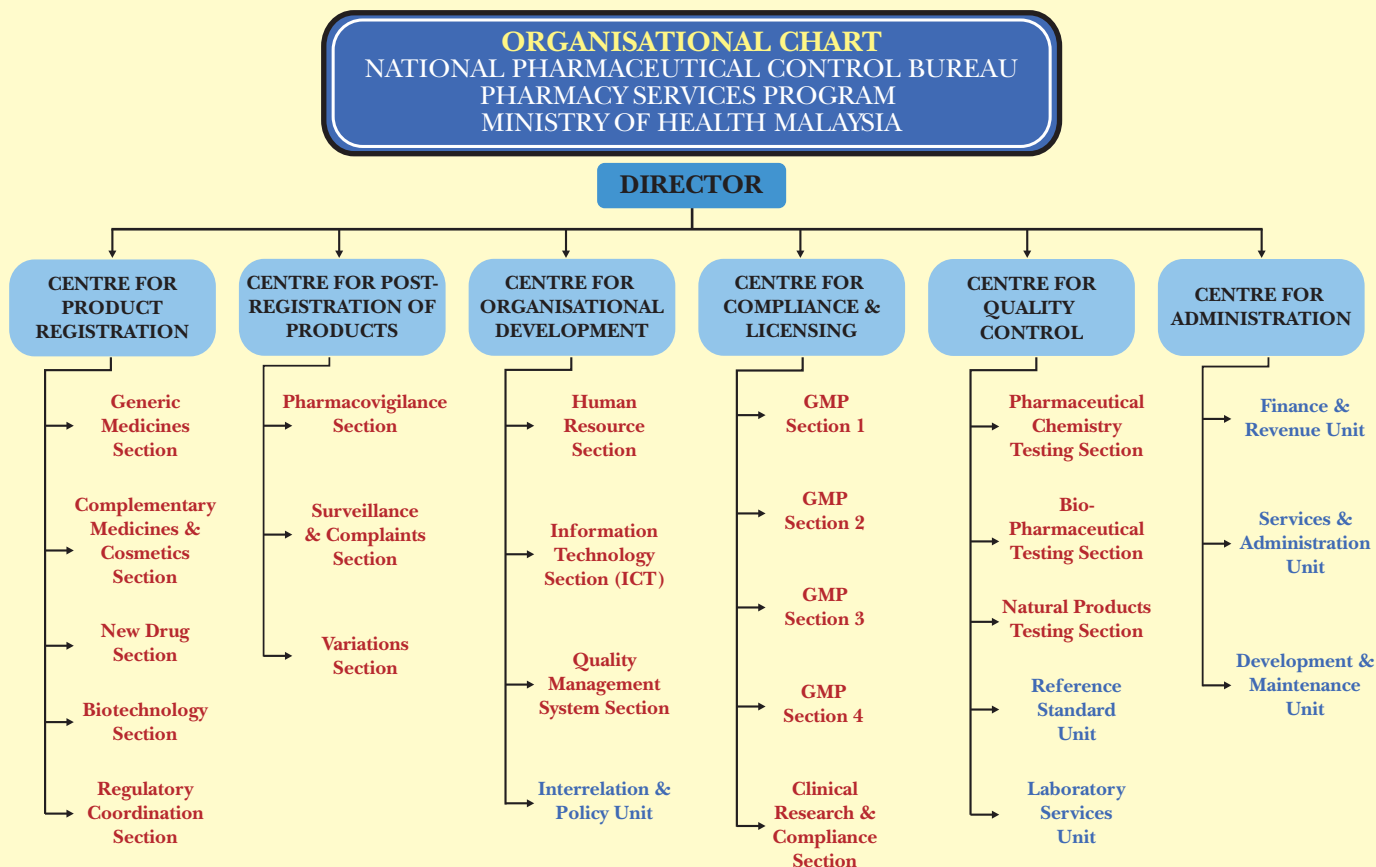 ORGANISATIONAL CHART
NATIONAL PHARMACEUTICAL CONTROL BUREAU
PHARMACY SERVICES PROGRAM
MINISTRY OF HEALTH MALAYSIA
DIRECTOR
CENTRE FOR
PRODUCT
REGISTRATION
Generic
Medicines
Section
Complementary
Medicines &
Cosmetics
Section
New Drug
Section
Biotechnology
Section
Regulatory
Coordination
Section
CENTRE FOR POST-
REGISTRATION OF
PRODUCTS
Pharmacovigilance
Section
Surveillance
& Complaints
Section
Variations
Section
CENTRE FOR
ORGANISATIONAL
DEVELOPMENT
Human
Resource
Section
Information
Technology
Section (ICT)
Quality
Management
System Section
Interrelation &
Policy Unit
CENTRE FOR
COMPLIANCE &
LICENSING
GMP
Section 1
GMP
Section 2
GMP
Section 3
GMP
Section 4
Clinical
Research &
Compliance
Section
CENTRE FOR
QUALITY
CONTROL
Pharmaceutical
Chemistry
Testing Section
Bio-
Pharmaceutical
Testing Section
Natural Products
Testing Section
Reference
Standard
Unit
Laboratory
Services
Unit
CENTRE FOR
ADMINISTRATION
Finance &
Revenue Unit
Services &
Administration
Unit
Development &
Maintenance
Unit